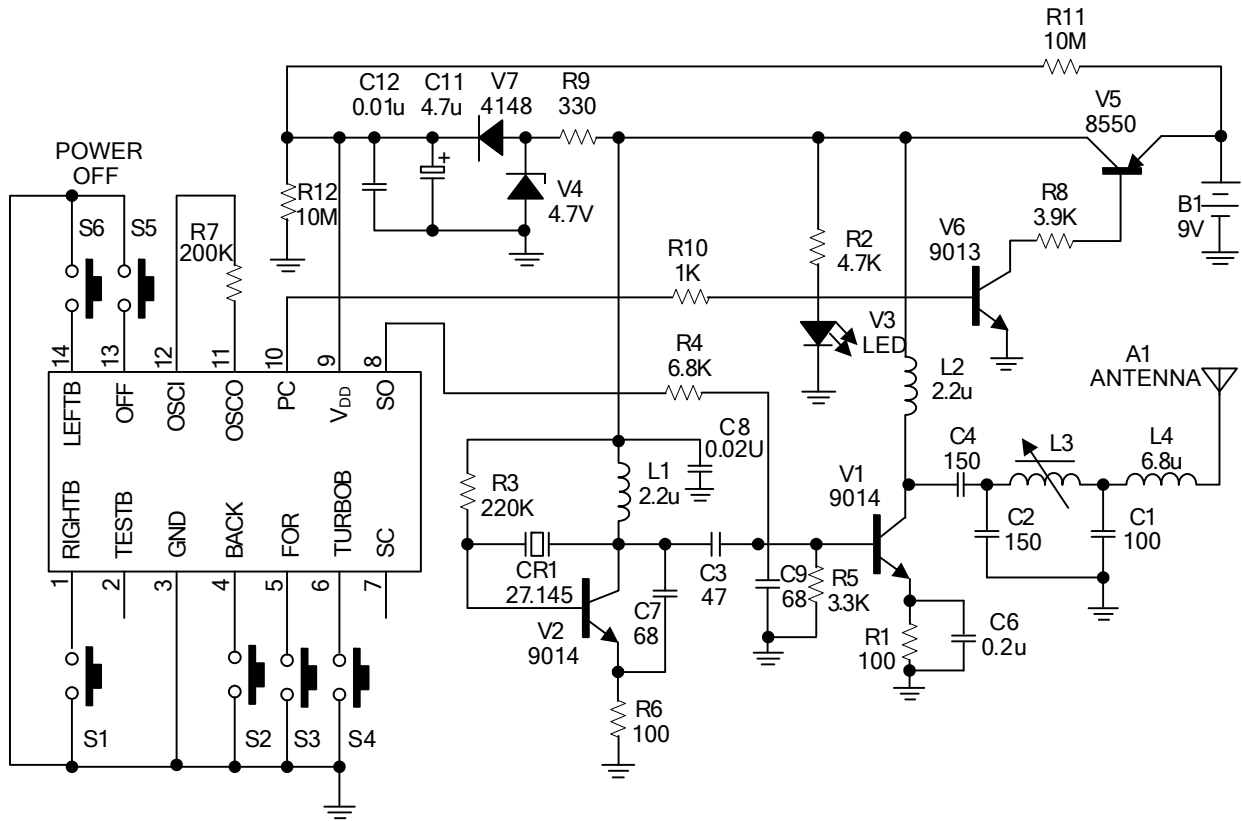 R11
10M
C12
0.01u
C11
4.7u
V7
4148
R9
330
V5
8550
POWER
OFF
+
R12
10M
V4
4.7V
R8
3.9K
B1
9V
S6
S5
R7
200K
R10
1K
R2
4.7K
V6
9013
V3
LED
R4
6.8K
14
13
12
11
10
9
8
LEFTB
OFF
OSCI
OSCO
PC
VDD
SO
L2
2.2u
A1
ANTENNA
C8
0.02U
C4
150
L3
L4
6.8u
R3
220K
L1
2.2u
V1
9014
RIGHTB
TESTB
GND
BACK
FOR
TURBOB
SC
C2
150
C1
100
1
2
3
4
5
6
7
CR1
27.145
C3
47
C9
68
R5
3.3K
C7
68
V2
9014
R1
100
C6
0.2u
R6
100
S1
S2
S3
S4